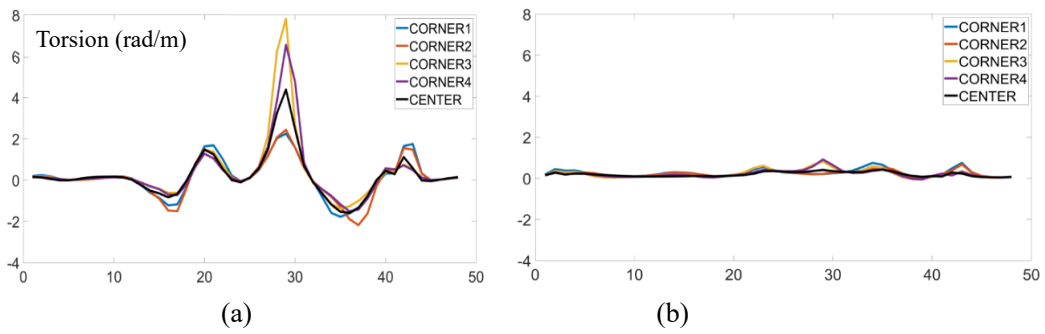 8
6
4
2
0
-2
-4
0
10
20
30
40
50
Torsion (rad/m)
CORNER1
CORNER2
CORNER3
CORNER4
CENTER
(a)
8
6
4
2
0
-2
-4
0
10
20
30
40
50
CORNER1
CORNER2
CORNER3
CORNER4
CENTER
(b)